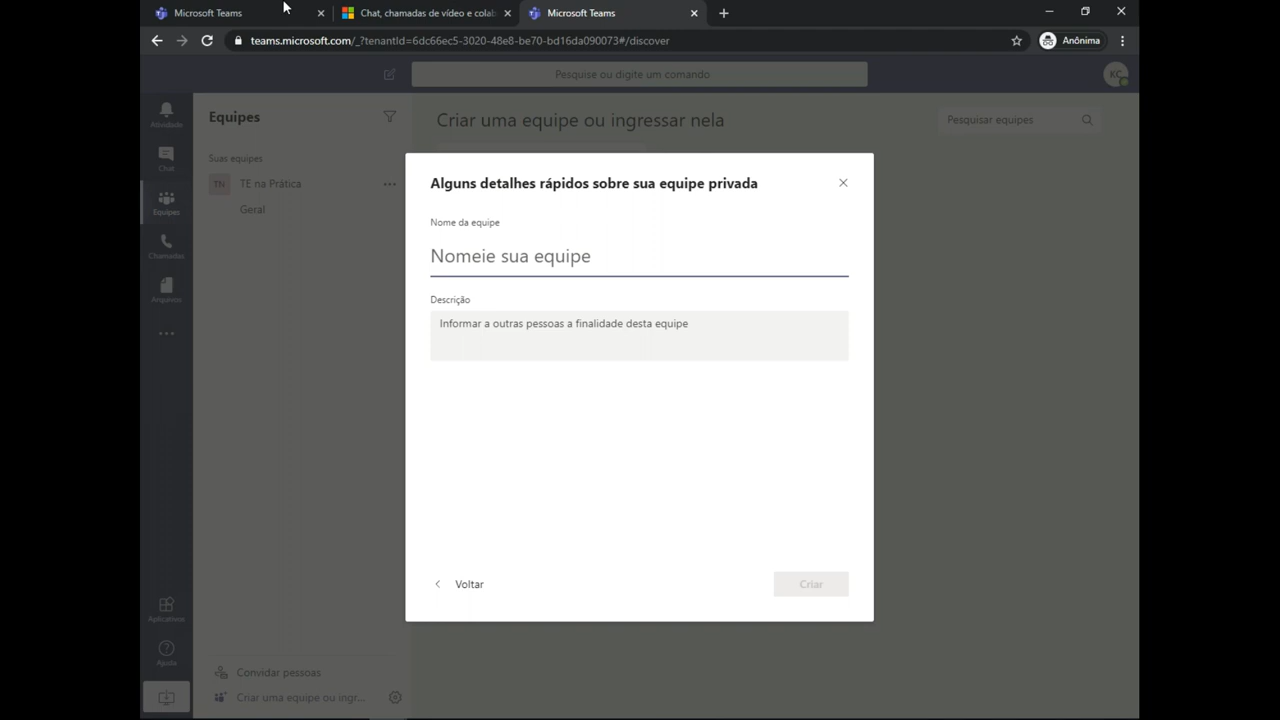 Microsoft Teams
Chat, chamadas de vídeo e colab
Microsoft Teams
teams.microsoft.com/_?tenantId=6dc66ec5-3020-48e8-be70-bd16da090073#/discover
Anônima
Pesquise ou digite um comando
KC
Atividade
Chat
Equipes
Chamadas
Arquivos
Aplicativos
Ajuda
Equipes
Suas equipes
TN TE na Prática
Geral
Convidar pessoas
Criar uma equipe ou ingr...
Criar uma equipe ou ingressar nela
Pesquisar equipes
Alguns detalhes rápidos sobre sua equipe privada
Nome da equipe
Nomeie sua equipe
Descrição
Informar a outras pessoas a finalidade desta equipe
Voltar
Criar